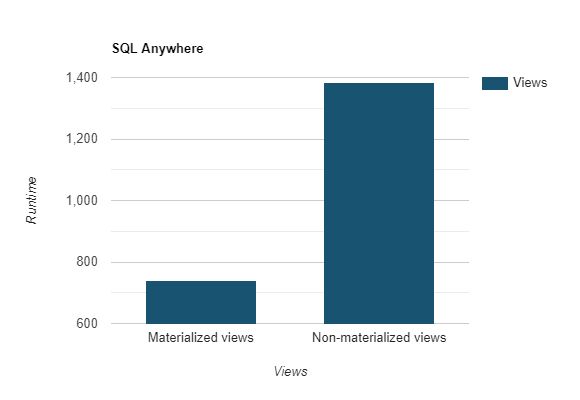 SQL Anywhere
1,400
1,200
1,000
800
600
Runtime
Materialized views
Non-materialized views
Views
Views